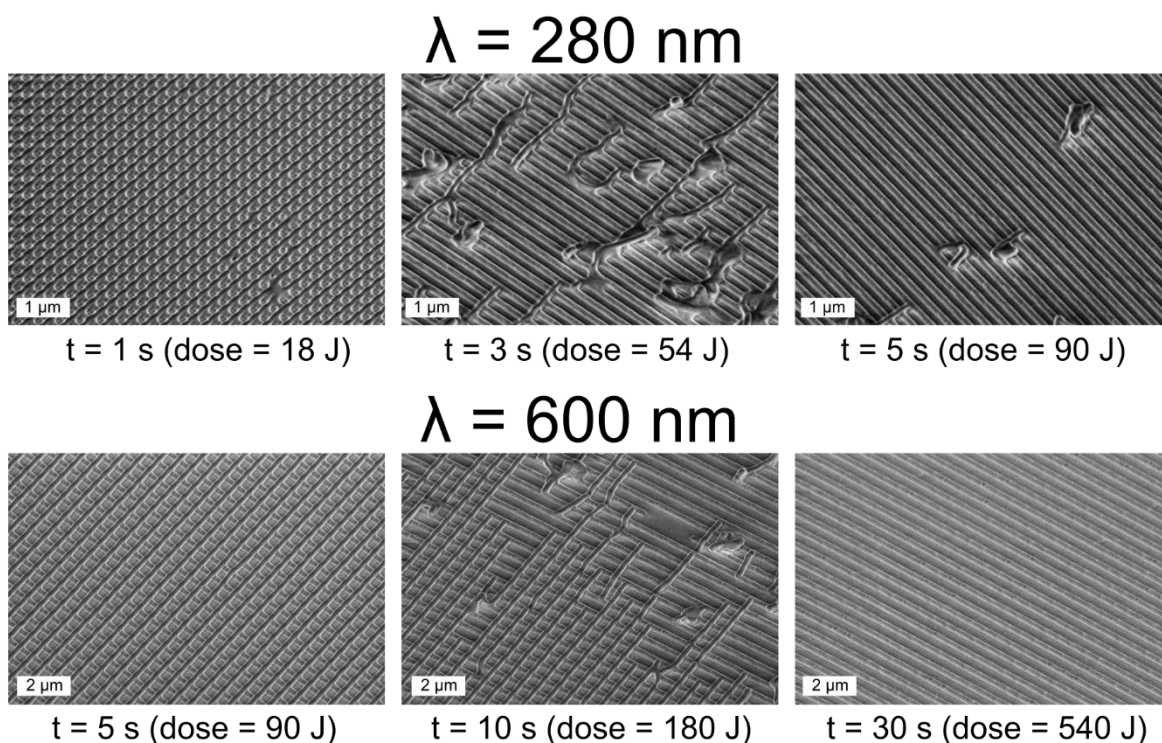 λ = 280 nm
1 µm
1 µm
1 µm
t = 1 s (dose = 18 J)
t = 3 s (dose = 54 J)
t = 5 s (dose = 90 J)
λ = 600 nm
2 µm
2 µm
2 µm
t = 5 s (dose = 90 J)
t = 10 s (dose = 180 J)
t = 30 s (dose = 540 J)